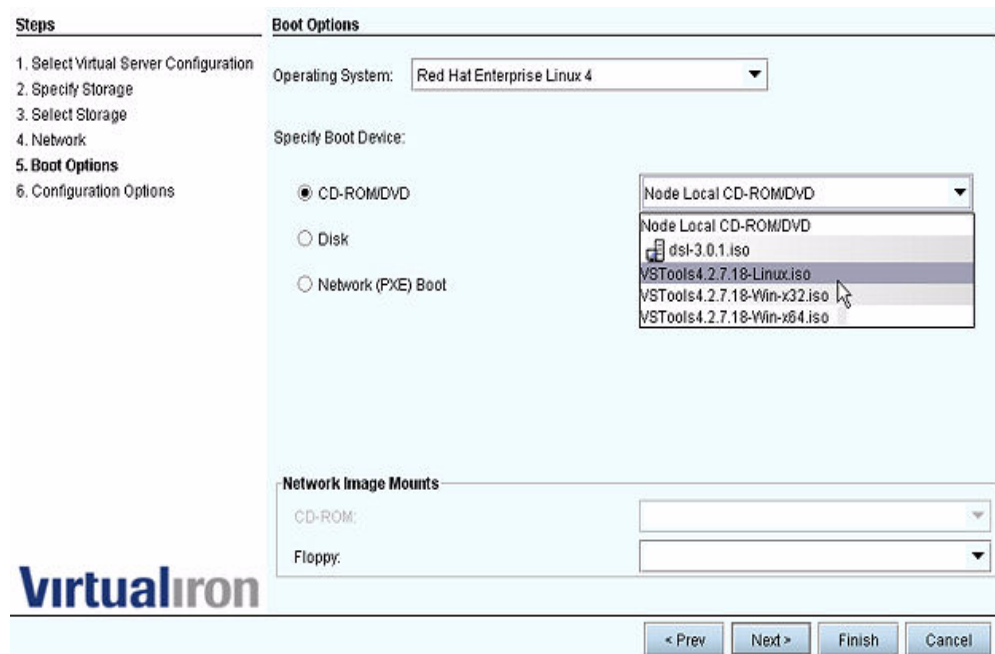 Steps
1. Select Virtual Server Configuration
2. Specify Storage
3. Select Storage
4. Network
5. Boot Options
6. Configuration Options
Boot Options
Operating System: Red Hat Enterprise Linux 4
Specify Boot Device:
CD-ROM/DVD
Node Local CD-ROM/DVD
Node Local CD-ROM/DVD
dsl-3.0.1.iso
VSTools4.2.7.18-Linux.iso
VSTools4.2.7.18-Win-x32.iso
VSTools4.2.7.18-Win-x64.iso
Disk
Network (PXE) Boot
Network Image Mounts
CD-ROM:
Floppy:
Virtualiron
< Prev
Next >
Finish
Cancel